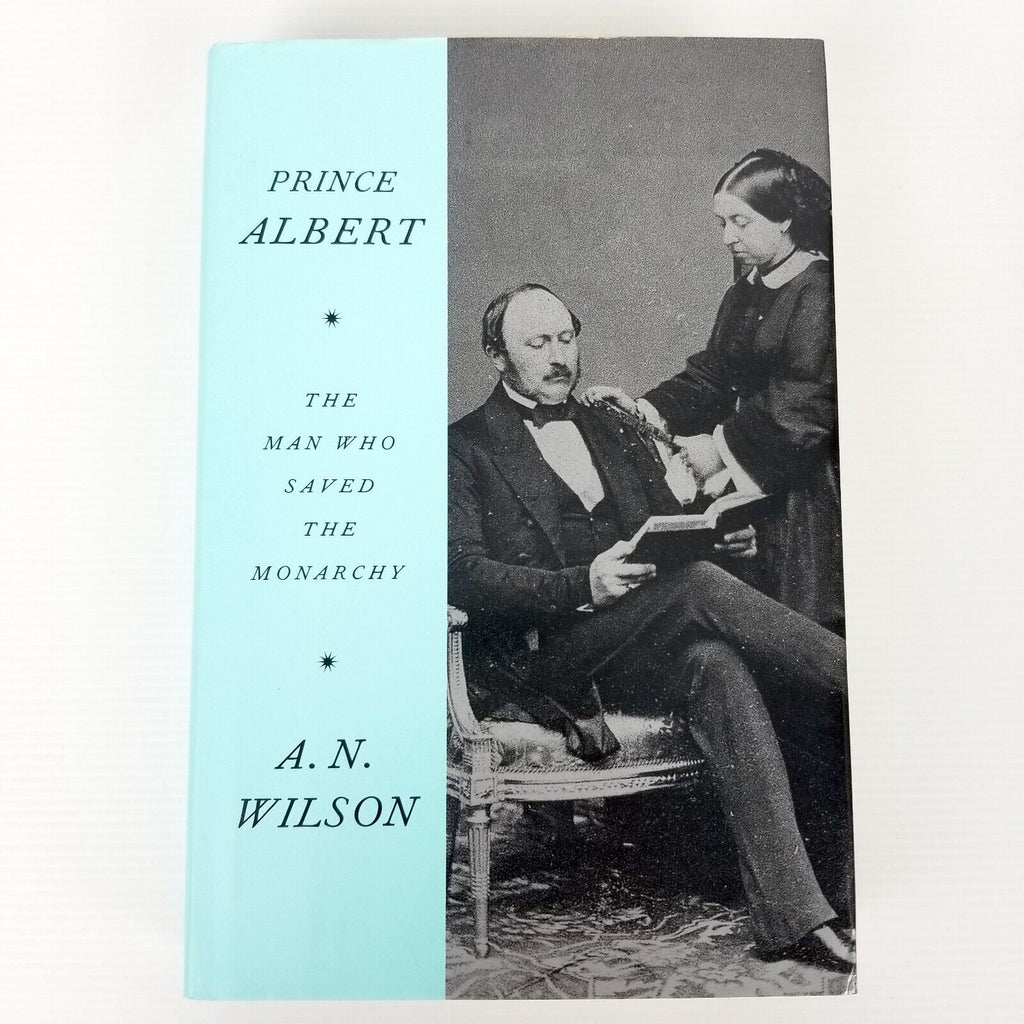 PRINCE
ALBERT
THE
MAN WHO
SAVED
THE
MONARCHY
A. N.
WILSON